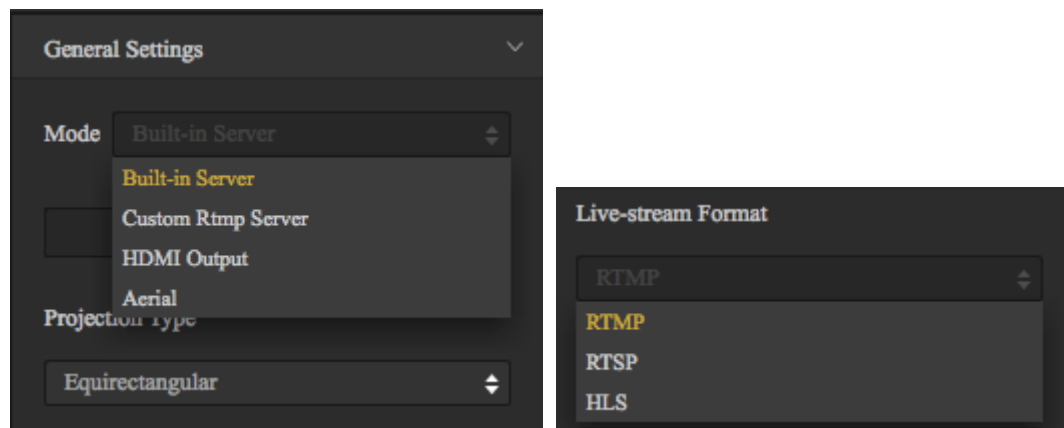 General Settings
Mode Built-in Server
Built-in Server
Custom Rtmp Server
HDMI Output
Aerial
Projection Type
Equirectangular
Live-stream Format
RTMP
RTMP
RTSP
HLS